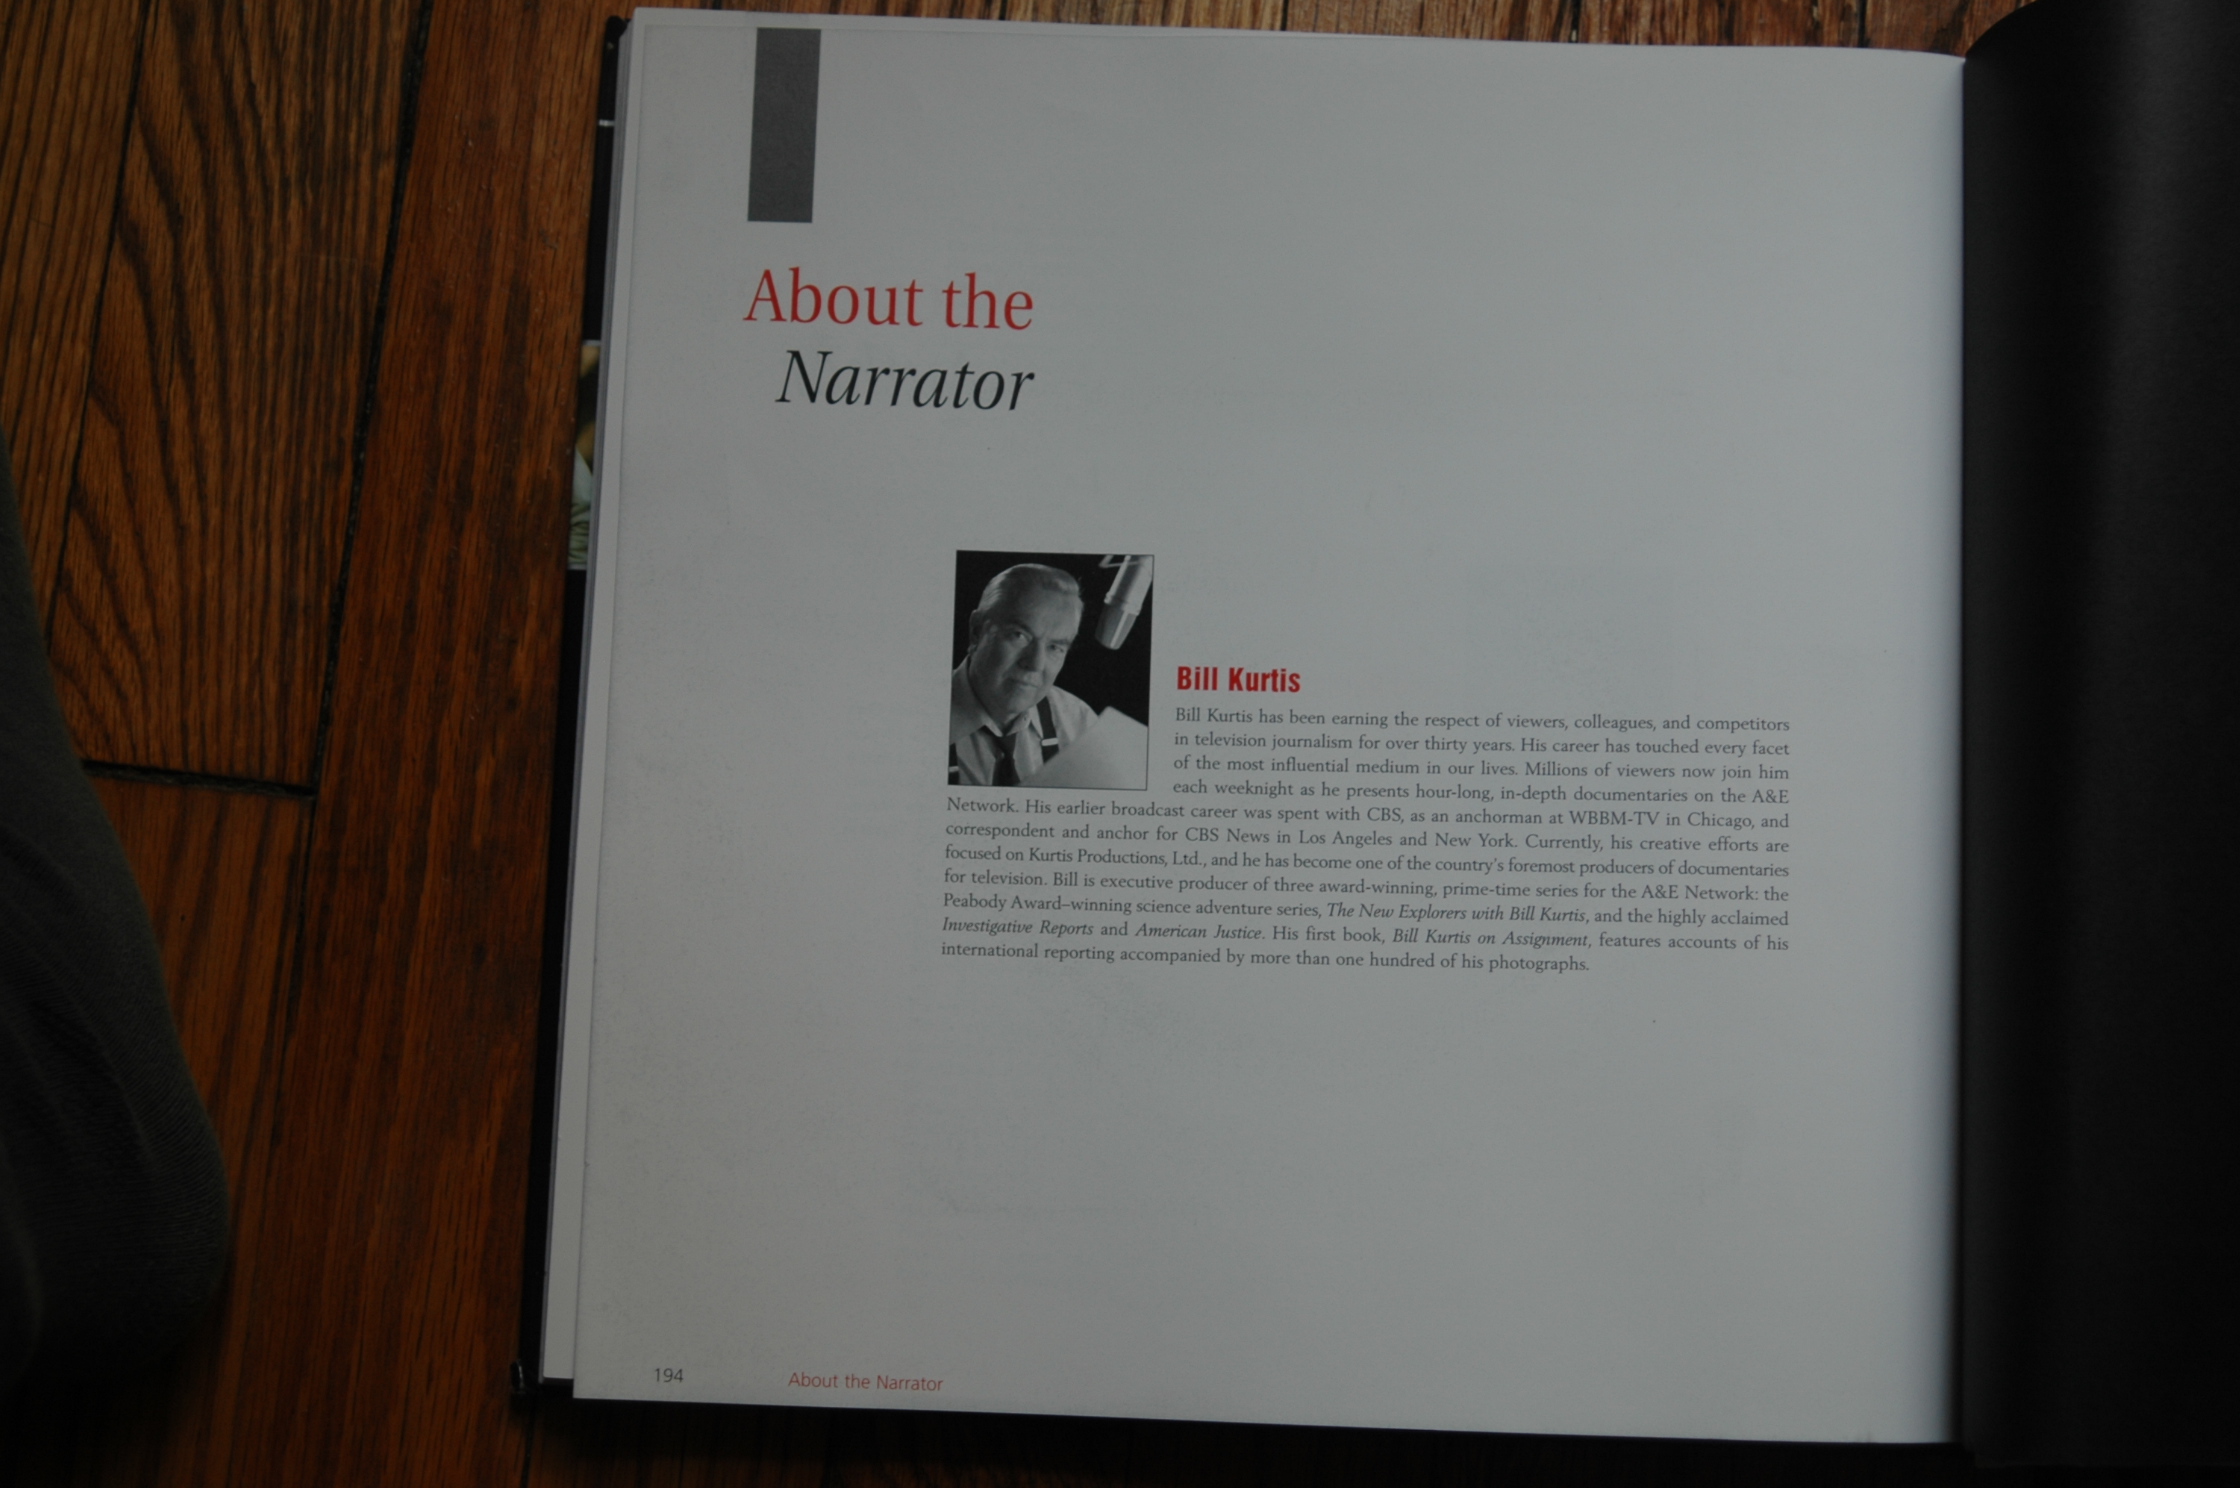 About the
Narrator
Bill Kurtis
Bill Kurtis has been earning the respect of viewers, colleagues, and competitors
in television journalism for over thirty years. His career has touched every facet
of the most influential medium in our lives. Millions of viewers now join him
each weeknight as he presents hour-long, in-depth documentaries on the A&E
Network. His earlier broadcast career was spent with CBS, as an anchorman at WBBM-TV in Chicago, and
correspondent and anchor for CBS News in Los Angeles and New York. Currently, his creative efforts are
focused on Kurtis Productions, Ltd., and he has become one of the country's foremost producers of documentaries
for television. Bill is executive producer of three award-winning, prime-time series for the A&E Network: the
Peabody Award–winning science adventure series, The New Explorers with Bill Kurtis, and the highly acclaimed
Investigative Reports and American Justice. His first book, Bill Kurtis on Assignment, features accounts of his
international reporting accompanied by more than one hundred of his photographs.
194 About the Narrator